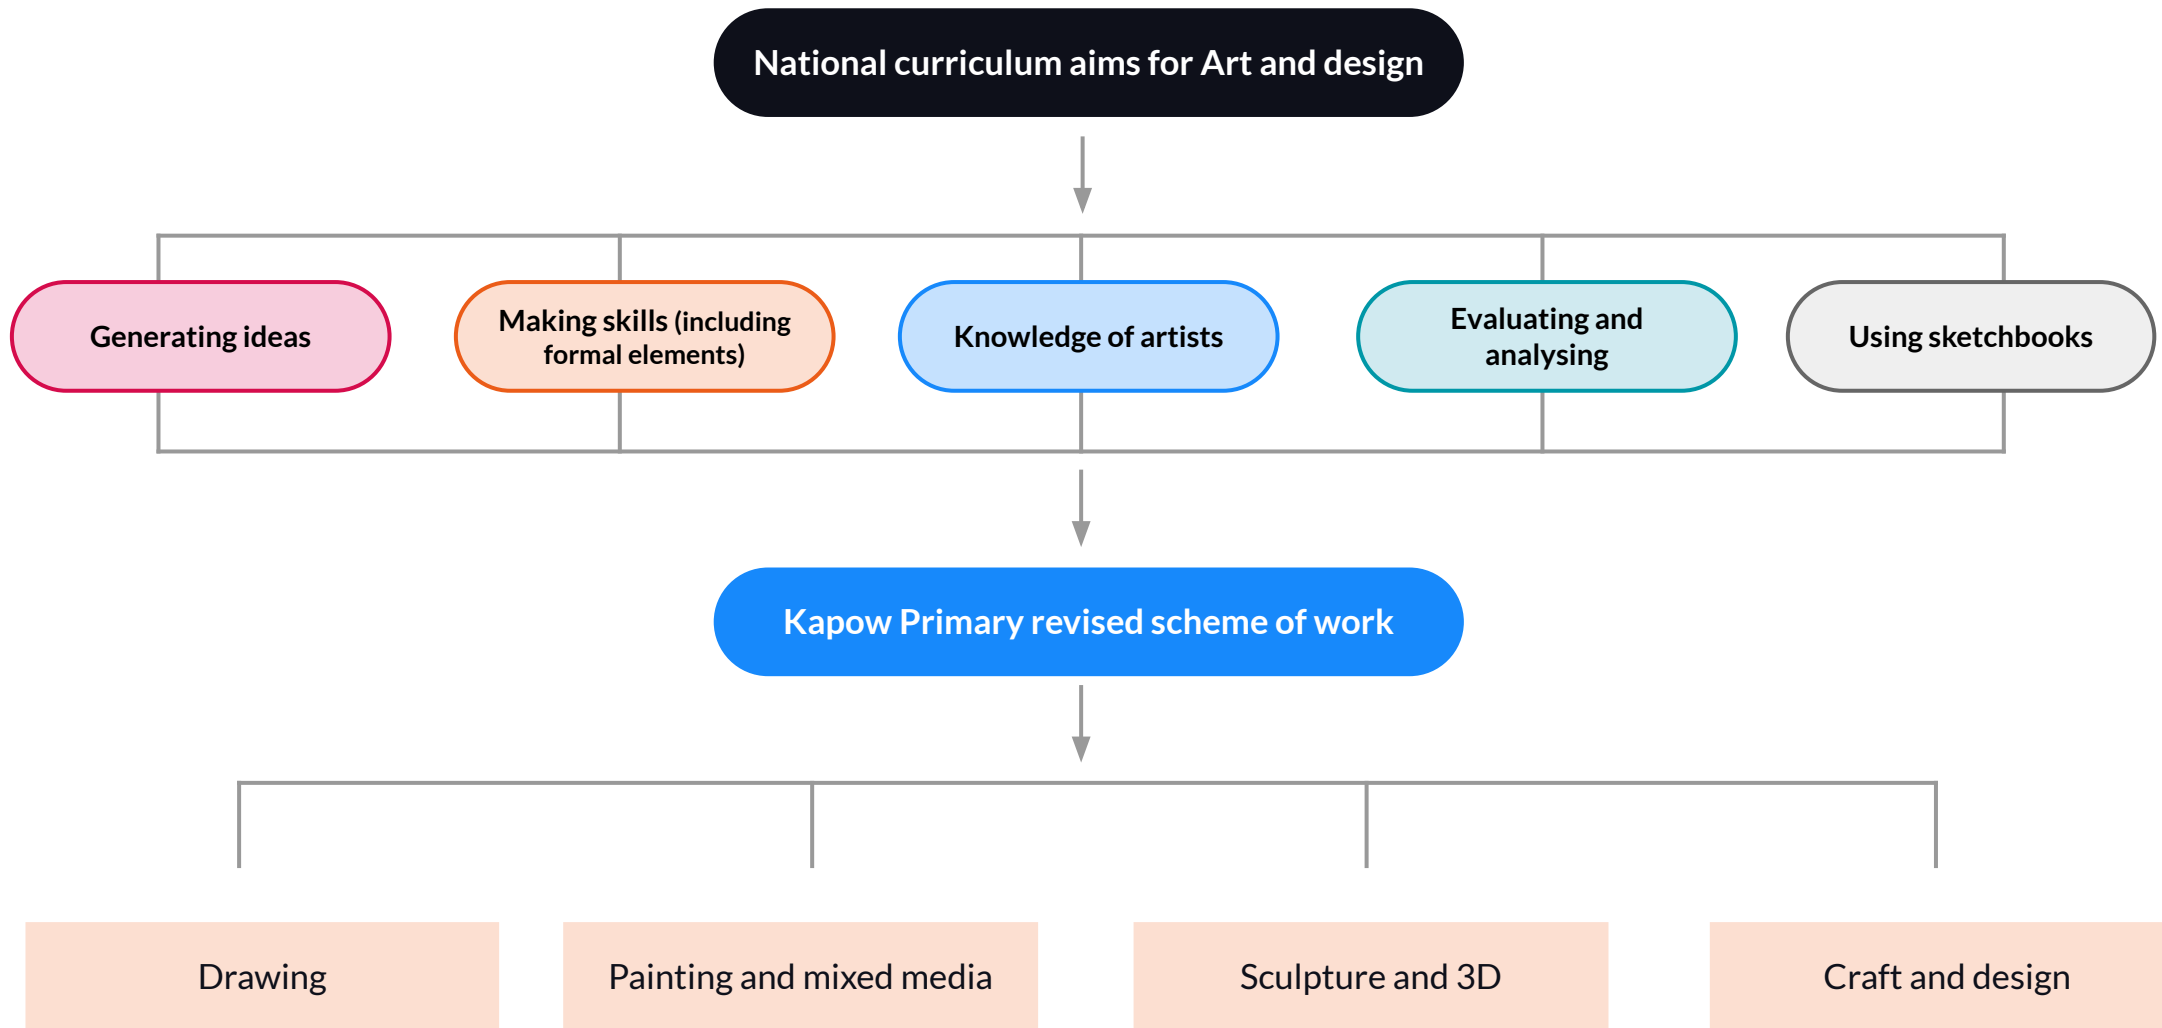 National curriculum aims for Art and design
Generating ideas
Making skills (including
formal elements)
Knowledge of artists
Evaluating and
analysing
Using sketchbooks
Kapow Primary revised scheme of work
Drawing
Painting and mixed media
Sculpture and 3D
Craft and design